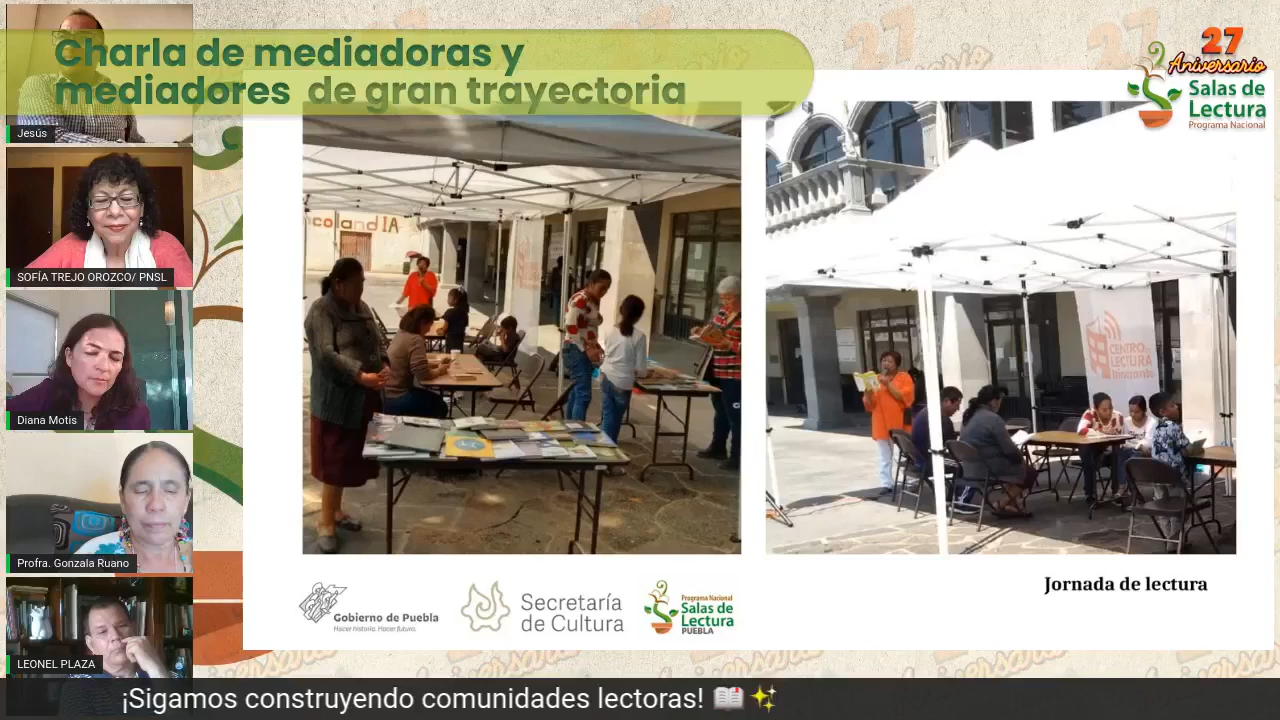 Charla de mediadoras y
mediadores de gran trayectoria
27
Aniversario
Salas de
Lectura
Programa Nacional
Jesús
SOFÍA TREJO OROZCO/ PNSL
Diana Motis
Profra. Gonzala Ruano
LEONEL PLAZA
CENTRO
LECTURA
Jornada de lectura
Gobierno de Puebla
Hacer historia. Hacer futuro.
Secretaría
de Cultura
Programa Nacional
Salas de
Lectura
PUEBLA
¡Sigamos construyendo comunidades lectoras! 📖✨